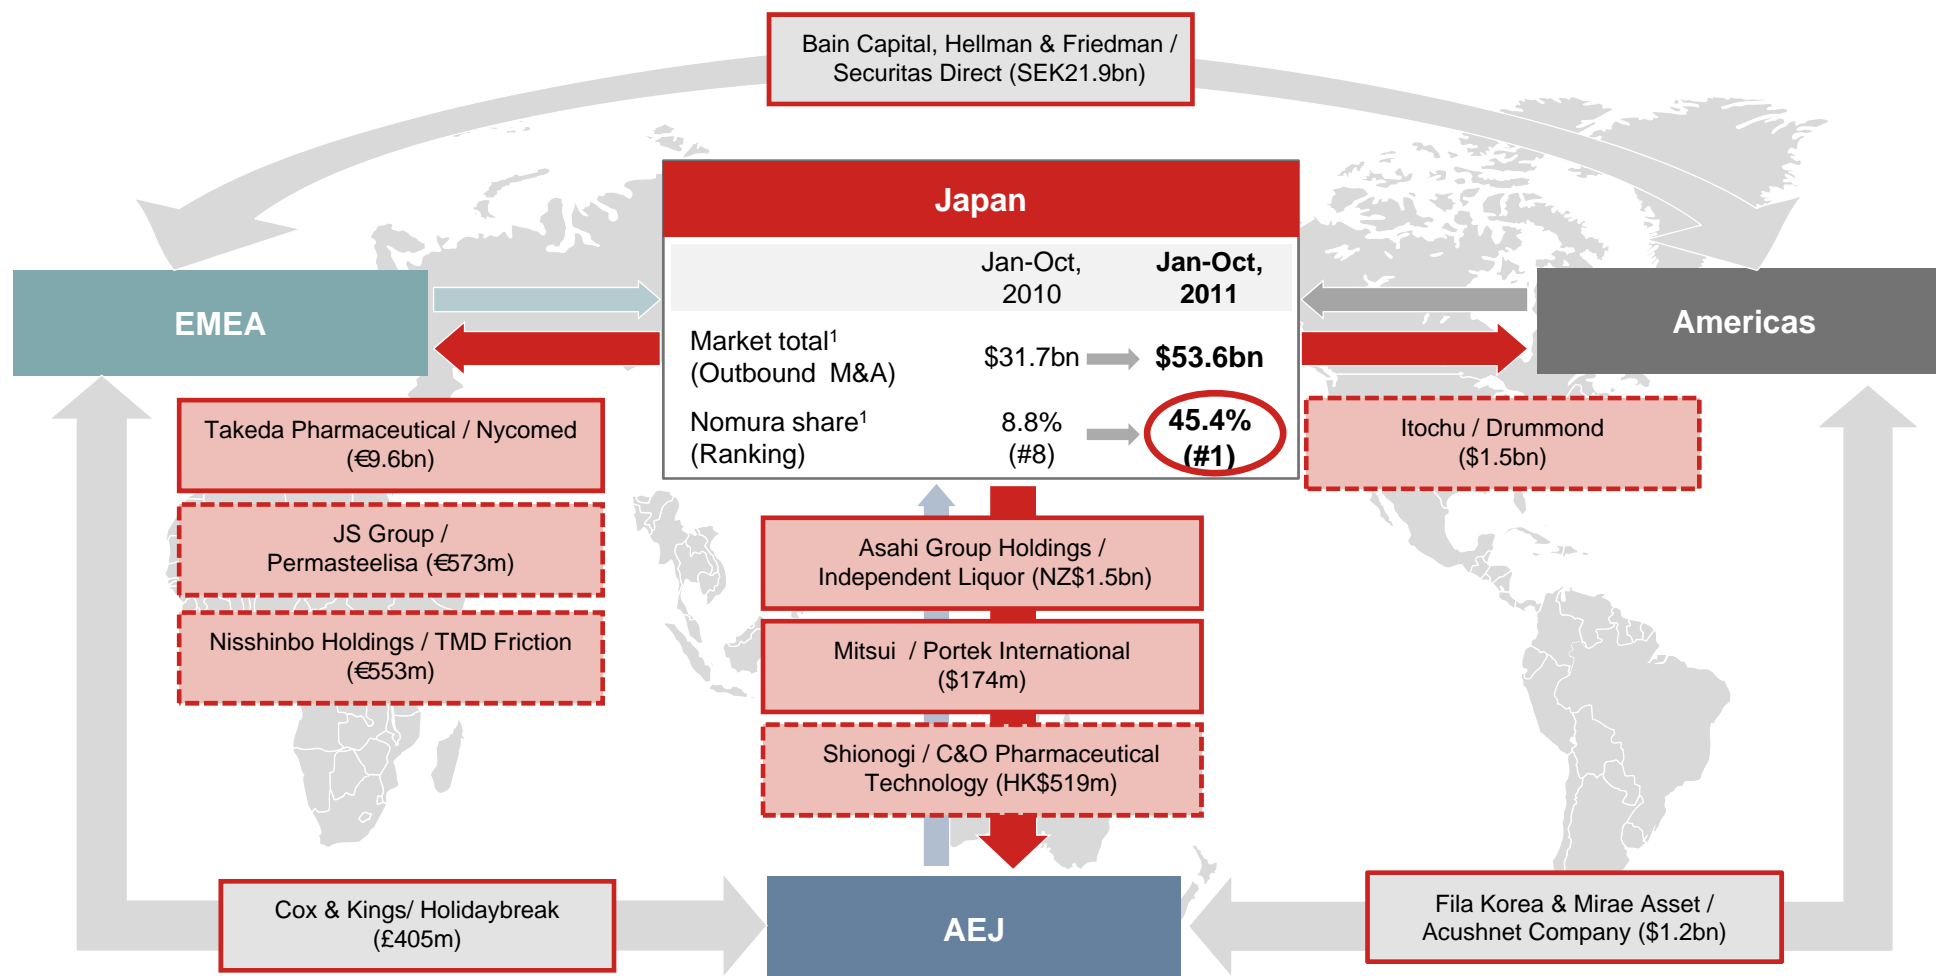 Bain Capital, Hellman & Friedman /
Securitas Direct (SEK21.9bn)
Japan
Jan-Oct,
2010
Jan-Oct,
2011
Market total¹
(Outbound M&A)
$31.7bn
$53.6bn
Nomura share¹
(Ranking)
8.8%
(#8)
45.4%
(#1)
EMEA
Americas
Takeda Pharmaceutical / Nycomed
(€9.6bn)
JS Group /
Permasteelisa (€573m)
Nisshinbo Holdings / TMD Friction
(€553m)
Itochu / Drummond
($1.5bn)
Asahi Group Holdings /
Independent Liquor (NZ$1.5bn)
Mitsui / Portek International
($174m)
Shionogi / C&O Pharmaceutical
Technology (HK$519m)
Cox & Kings/ Holidaybreak
(£405m)
AEJ
Fila Korea & Mirae Asset /
Acushnet Company ($1.2bn)